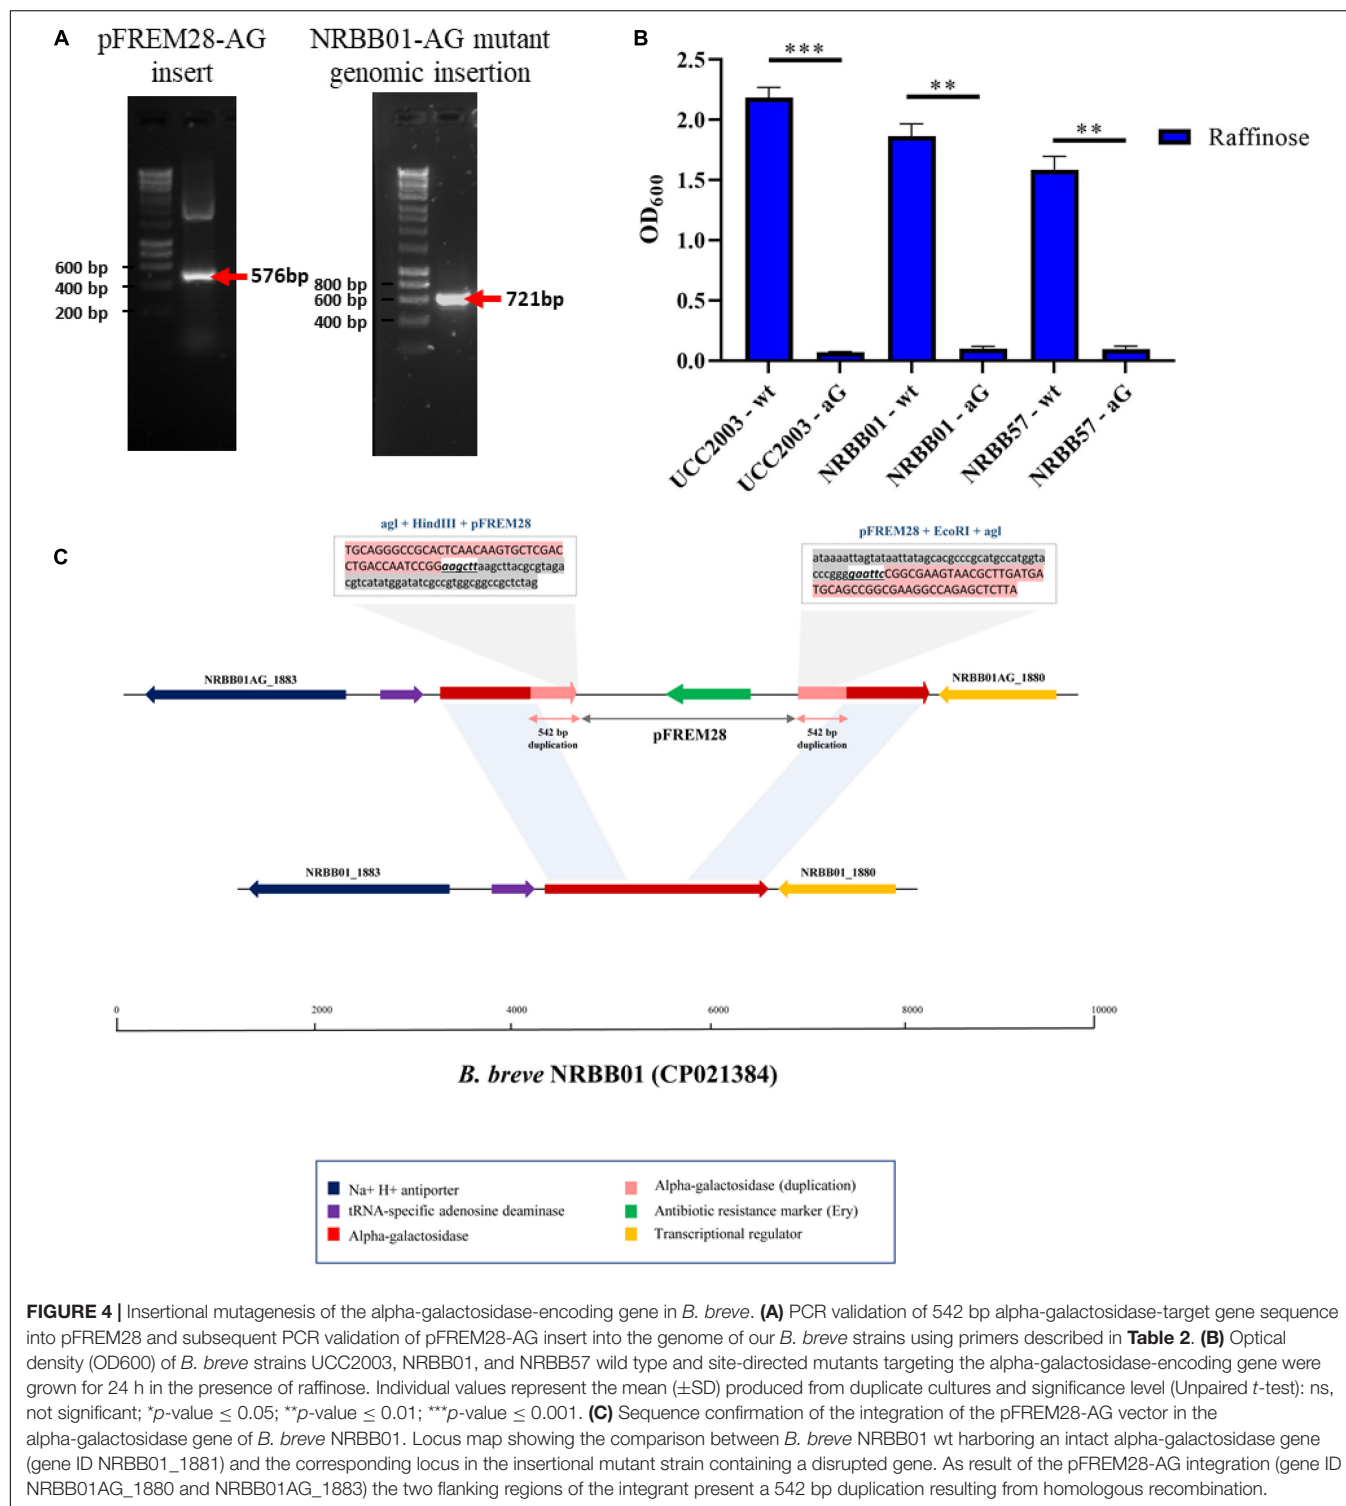 A
pFREM28-AG
insert
NRBB01-AG mutant
genomic insertion
600 bp
400 bp
200 bp
576bp
800 bp
600 bp
400 bp
721bp
B
OD600
2.5
2.0
1.5
1.0
0.5
0.0
***
**
**
Raffinose
UCC2003 - wt
UCC2003 - aG
NRBB01 - wt
NRBB01 - aG
NRBB57 - wt
NRBB57 - aG
C
agl + HindIII + pFREM28
TGCAGGGCCGCACTCAACAAGTGCTCGAC
CTGACCAATCCGGaagcttaagcttacgcgtaga
cgtcatatggatatcgccgtggcggccgctctag
pFREM28 + EcoRI + agl
ataaaattagtataattatagcacgcccgcatgccatggta
cccggggaattcCGGCGAAGTAACGCTTGATGA
TGCAGCCGGCGAAGGCCAGAGCTCTTA
NRBB01AG_1883
NRBB01AG_1880
542 bp
duplication
pFREM28
542 bp
duplication
NRBB01_1883
NRBB01_1880
0 2000 4000 6000 8000 10000
B. breve NRBB01 (CP021384)
Na+ H+ antiporter
tRNA-specific adenosine deaminase
Alpha-galactosidase
Alpha-galactosidase (duplication)
Antibiotic resistance marker (Ery)
Transcriptional regulator
FIGURE 4 | Insertional mutagenesis of the alpha-galactosidase-encoding gene in B. breve. (A) PCR validation of 542 bp alpha-galactosidase-target gene sequence
into pFREM28 and subsequent PCR validation of pFREM28-AG insert into the genome of our B. breve strains using primers described in Table 2. (B) Optical
density (OD600) of B. breve strains UCC2003, NRBB01, and NRBB57 wild type and site-directed mutants targeting the alpha-galactosidase-encoding gene were
grown for 24 h in the presence of raffinose. Individual values represent the mean (±SD) produced from duplicate cultures and significance level (Unpaired t-test): ns,
not significant; *p-value ≤ 0.05; **p-value ≤ 0.01; ***p-value ≤ 0.001. (C) Sequence confirmation of the integration of the pFREM28-AG vector in the
alpha-galactosidase gene of B. breve NRBB01. Locus map showing the comparison between B. breve NRBB01 wt harboring an intact alpha-galactosidase gene
(gene ID NRBB01_1881) and the corresponding locus in the insertional mutant strain containing a disrupted gene. As result of the pFREM28-AG integration (gene ID
NRBB01AG_1880 and NRBB01AG_1883) the two flanking regions of the integrant present a 542 bp duplication resulting from homologous recombination.